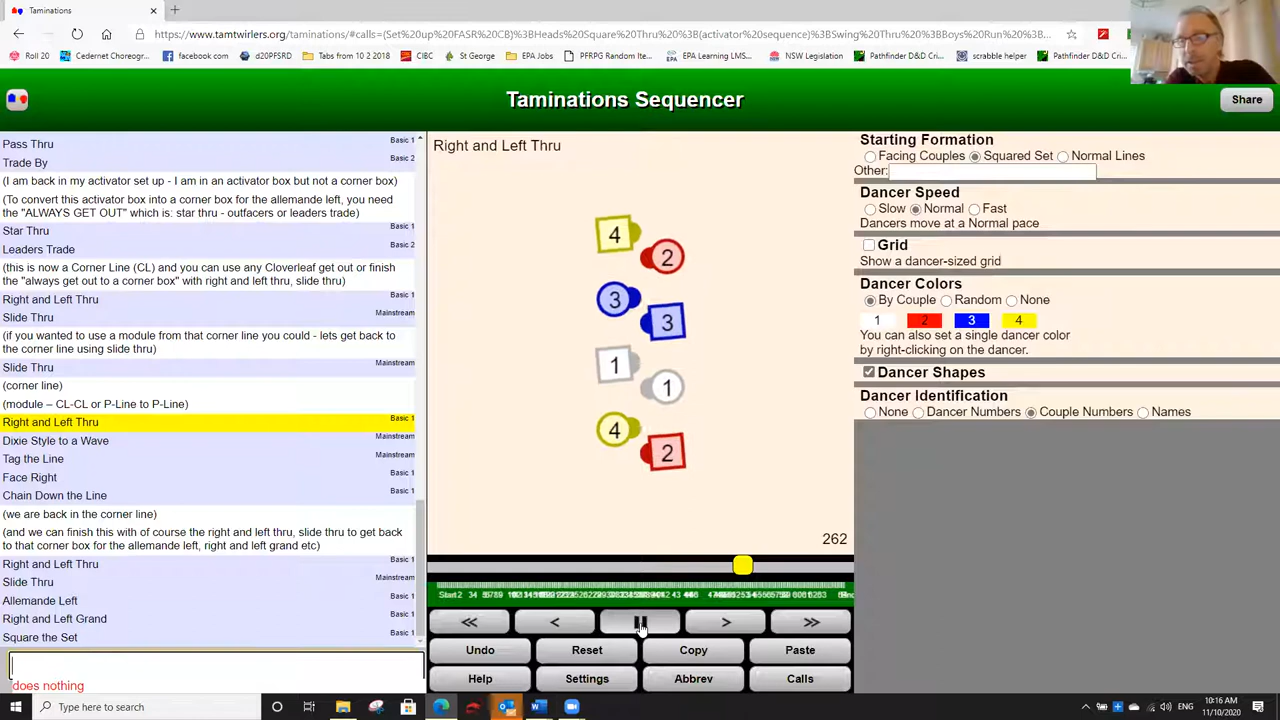 Taminations
https://www.tamtwirlers.org/taminations/#calls=(Set%20up%20FASR%20CB)%3BHeads%20Square%20Thru%20%3B(activator%20sequence)%3BSwing%20Thru%20%3BBoys%20Run%20%3...
Roll 20
Cedernet Choreogr...
facebook.com
d20PFSRD
Tabs from 10 2 2018
CIBC
St George
EPA Jobs
PFRPG Random Ite...
EPA Learning LMS...
NSW Legislation
Pathfinder D&D Cri...
scrabble helper
Pathfinder D&D Cri...
Taminations Sequencer
Share
Pass Thru Basic 1
Trade By Basic 2
(I am back in my activator set up - I am in an activator box but not a corner box)
(To convert this activator box into a corner box for the allemande left, you need
the "ALWAYS GET OUT" which is: star thru - outfacers or leaders trade)
Star Thru Basic 1
Leaders Trade Basic 2
(this is now a Corner Line (CL) and you can use any Cloverleaf get out or finish
the "always get out to a corner box" with right and left thru, slide thru)
Right and Left Thru Basic 1
Slide Thru Mainstream
(if you wanted to use a module from that corner line you could - lets get back to
the corner line using slide thru)
Slide Thru Mainstream
(corner line)
(module – CL-CL or P-Line to P-Line)
Right and Left Thru Basic 1
Dixie Style to a Wave Mainstream
Tag the Line Mainstream
Face Right Basic 1
Chain Down the Line Basic 1
(we are back in the corner line)
(and we can finish this with of course the right and left thru, slide thru to get back
to that corner box for the allemande left, right and left grand etc)
Right and Left Thru Basic 1
Slide Thru Mainstream
Allemande Left Basic 1
Right and Left Grand Basic 1
Square the Set Basic 1
does nothing
Right and Left Thru
4
2
3
3
1
1
4
2
262
<< < > >>
Undo Reset Copy Paste
Help Settings Abbrev Calls
Starting Formation
Facing Couples Squared Set Normal Lines
Other:
Dancer Speed
Slow Normal Fast
Dancers move at a Normal pace
Grid
Show a dancer-sized grid
Dancer Colors
By Couple Random None
1 2 3 4
You can also set a single dancer color
by right-clicking on the dancer.
Dancer Shapes
Dancer Identification
None Dancer Numbers Couple Numbers Names
Type here to search
10:16 AM
11/10/2020